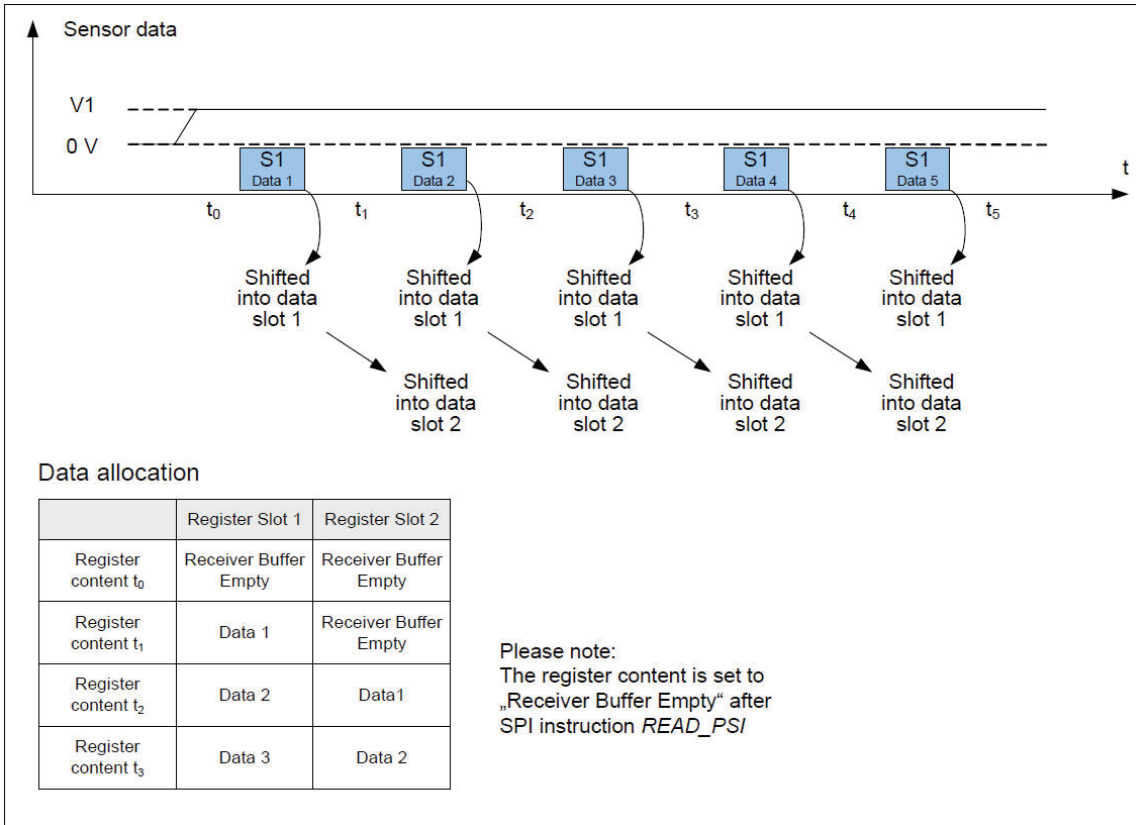 Sensor data
V1
0 V
S1 S1 S1 S1 S1
Data 1 Data 2 Data 3 Data 4 Data 5
t
t0 t1 t2 t3 t4 t5
Shifted Shifted Shifted Shifted Shifted
into data into data into data into data into data
slot 1 slot 1 slot 1 slot 1 slot 1
Shifted Shifted Shifted Shifted
into data into data into data into data
slot 2 slot 2 slot 2 slot 2
Data allocation
Register Slot 1 Register Slot 2
Register Receiver Buffer Receiver Buffer
content t0 Empty Empty
Register Data 1 Receiver Buffer
content t1 Empty
Register Data 2 Data1
content t2
Register Data 3 Data 2
content t3
Please note:
The register content is set to
„Receiver Buffer Empty“ after
SPI instruction READ_PSI